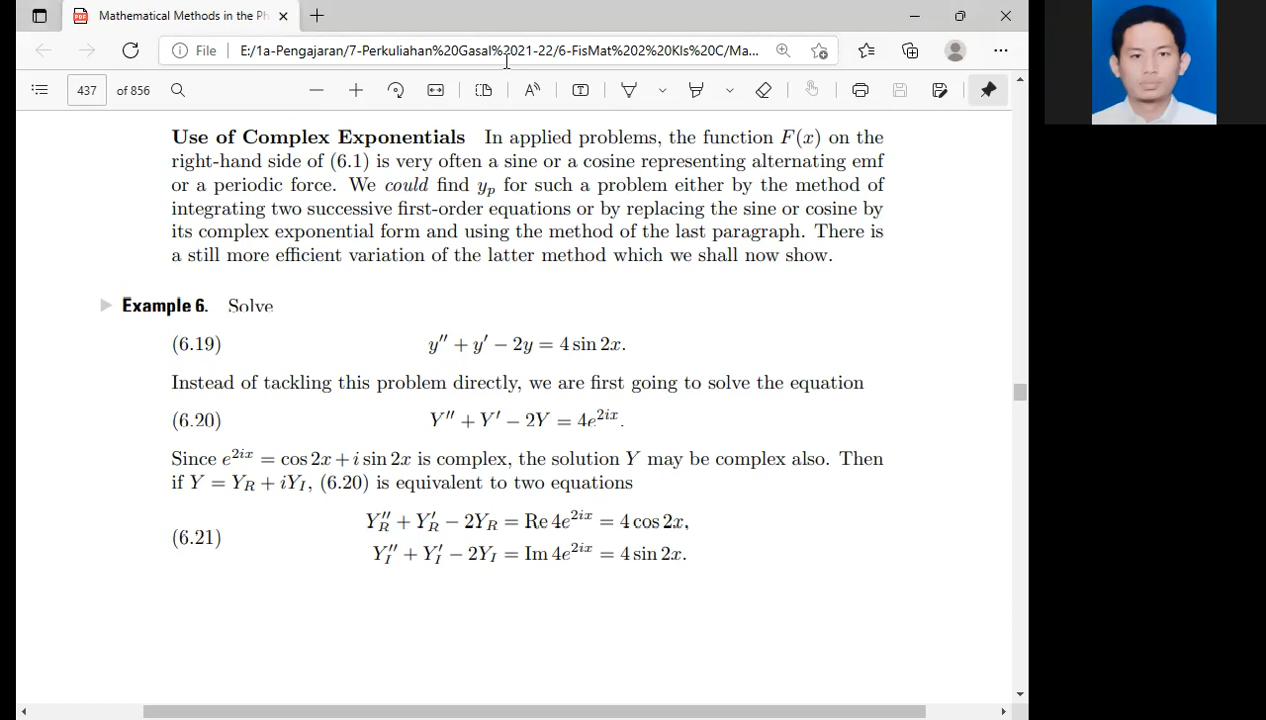 Mathematical Methods in the Ph
File E:/1a-Pengajaran/7-Perkuliahan%20Gasal%2021-22/6-FisMat%202%20Kls%20C/Ma...
437 of 856
Use of Complex Exponentials In applied problems, the function F(x) on the
right-hand side of (6.1) is very often a sine or a cosine representing alternating emf
or a periodic force. We could find yₚ for such a problem either by the method of
integrating two successive first-order equations or by replacing the sine or cosine by
its complex exponential form and using the method of the last paragraph. There is
a still more efficient variation of the latter method which we shall now show.
Example 6. Solve
(6.19) y″ + y′ − 2y = 4 sin 2x.
Instead of tackling this problem directly, we are first going to solve the equation
(6.20) Y″ + Y′ − 2Y = 4e^{2ix}.
Since e^{2ix} = cos 2x + i sin 2x is complex, the solution Y may be complex also. Then
if Y = Y_R + iY_I, (6.20) is equivalent to two equations
Y″_R + Y′_R − 2Y_R = Re 4e^{2ix} = 4 cos 2x,
(6.21)
Y″_I + Y′_I − 2Y_I = Im 4e^{2ix} = 4 sin 2x.